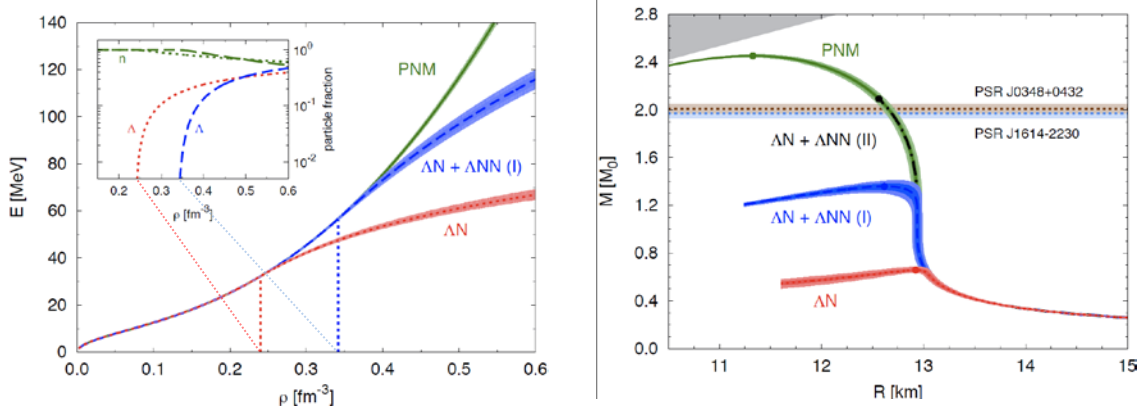 140
120
100
80
60
40
20
0
E [MeV]
0.0 0.1 0.2 0.3 0.4 0.5 0.6
ρ [fm⁻³]
PNM
ΛN + ΛNN (I)
ΛN
n
Λ
Λ
10⁰
10⁻¹
10⁻²
particle fraction
0.2 0.3 0.4 0.5 0.6
ρ [fm⁻³]
2.8
2.4
2.0
1.6
1.2
0.8
0.4
0.0
M [M₀]
11 12 13 14 15
R [km]
PNM
PSR J0348+0432
PSR J1614-2230
ΛN + ΛNN (II)
ΛN + ΛNN (I)
ΛN